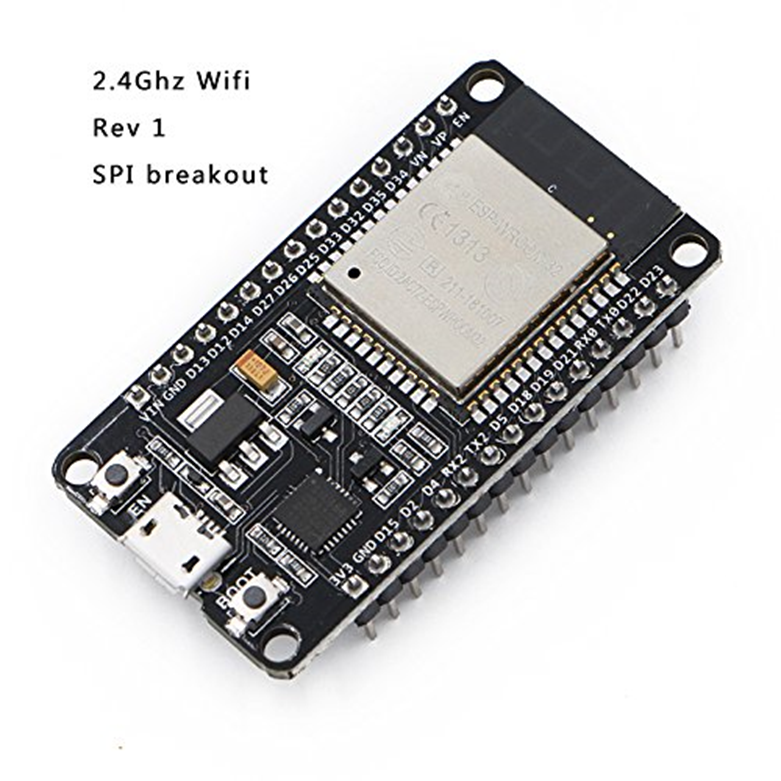 2.4Ghz Wifi
Rev 1
SPI breakout
EN
VP
VN
D34
D35
D32
D33
D25
D26
D27
D14
D12
D13
GND
VIN
C
CE1313
D23
D22
TX0
RX0
D21
D19
D18
D5
TX2
RX2
D4
D2
D15
GND
3V3
EN
BOOT